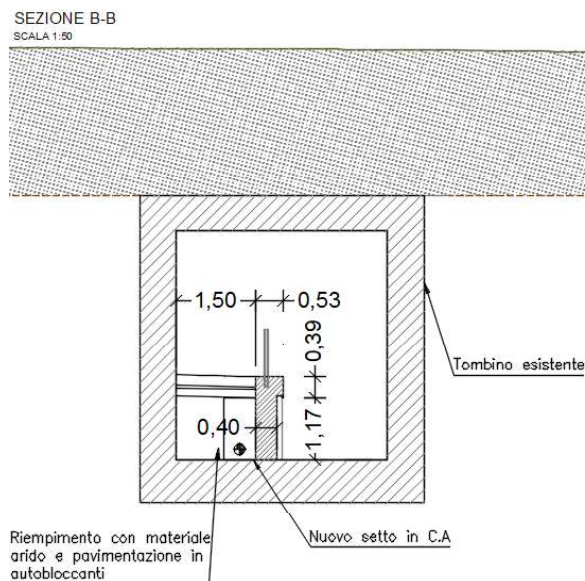 SEZIONE B-B
SCALA 1:50
1,50
0,53
0,39
Tombino esistente
0,40
1,17
Riempimento con materiale
arido e pavimentazione in
autobloccanti
Nuovo setto in C.A